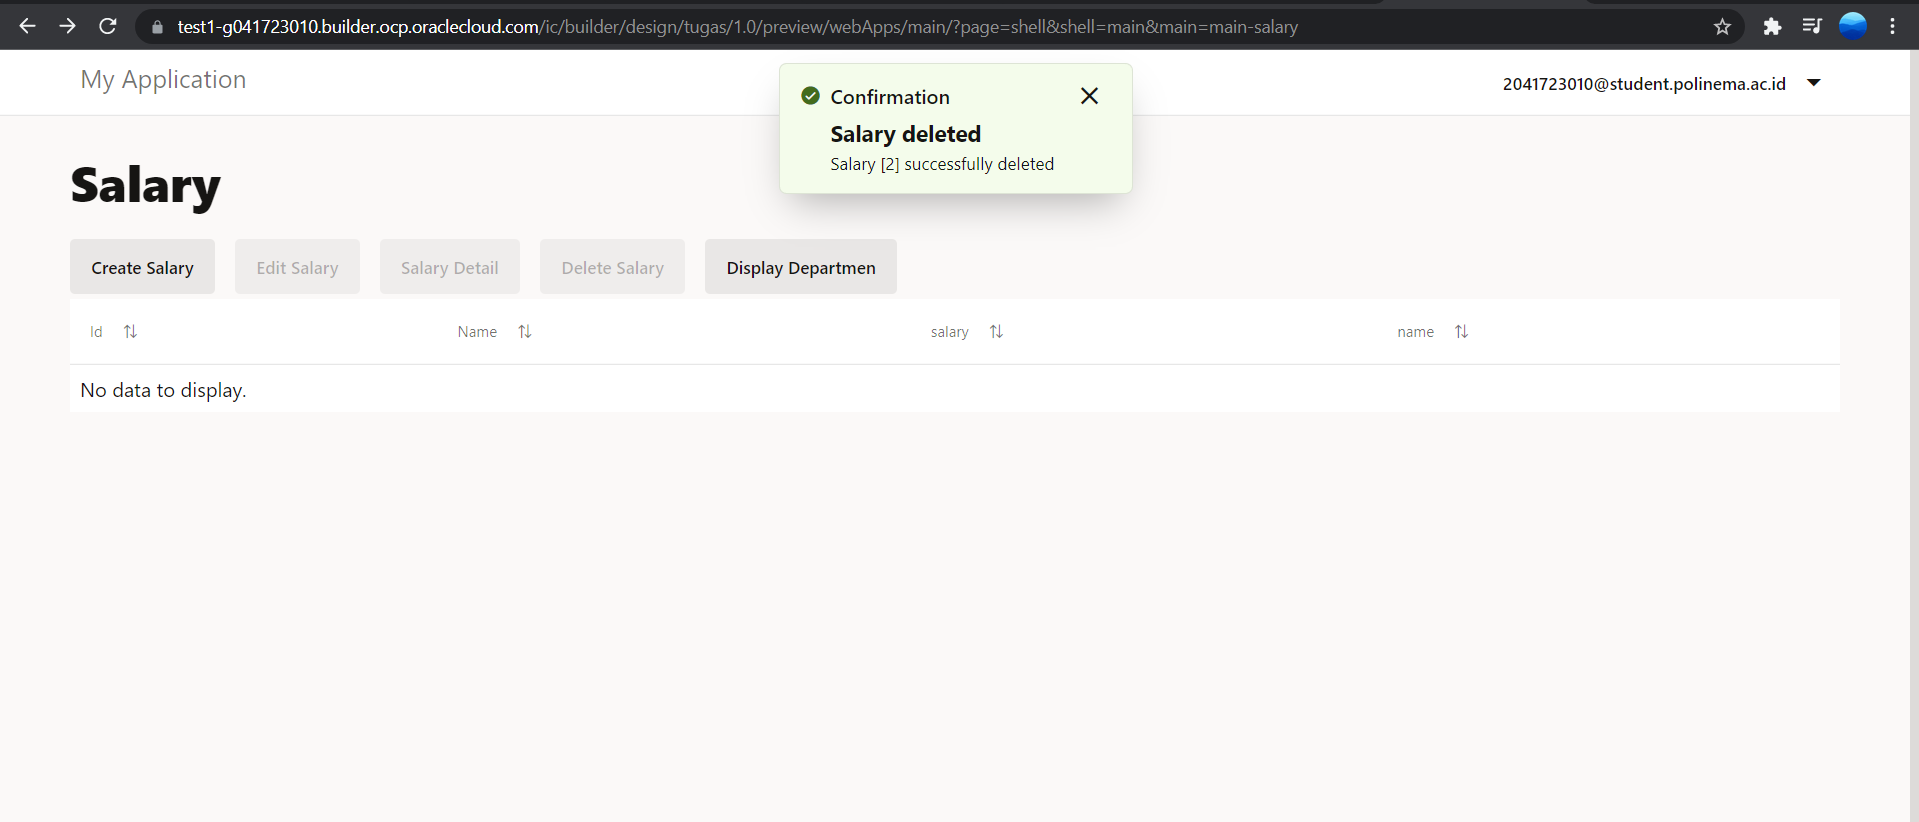 test1-g041723010.builder.ocp.oraclecloud.com/ic/builder/design/tugas/1.0/preview/webApps/main/?page=shell&shell=main&main=main-salary
My Application
2041723010@student.polinema.ac.id
Confirmation
Salary deleted
Salary [2] successfully deleted
Salary
Create Salary Edit Salary Salary Detail Delete Salary Display Departmen
Id Name salary name
No data to display.